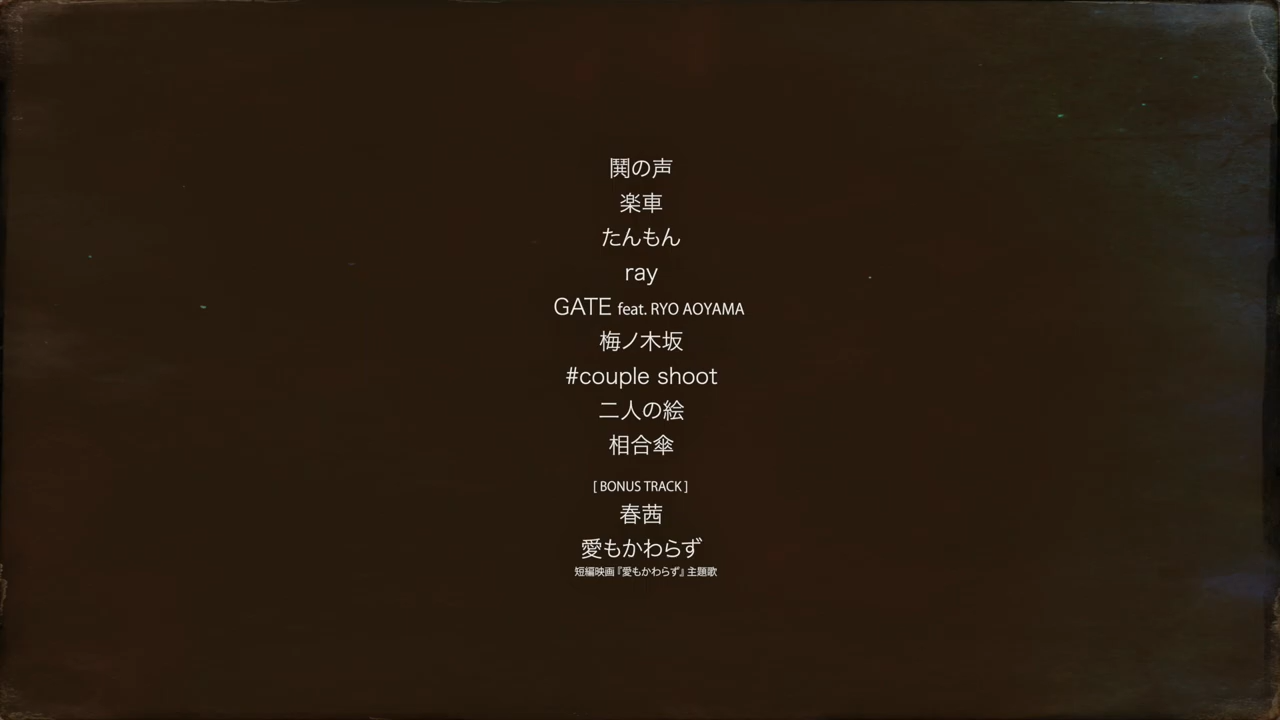 鬨の声
楽車
たんもん
ray
GATE feat. RYO AOYAMA
梅ノ木坂
#couple shoot
二人の絵
相合傘
[ BONUS TRACK ]
春茜
愛もかわらず
短編映画『愛もかわらず』主題歌